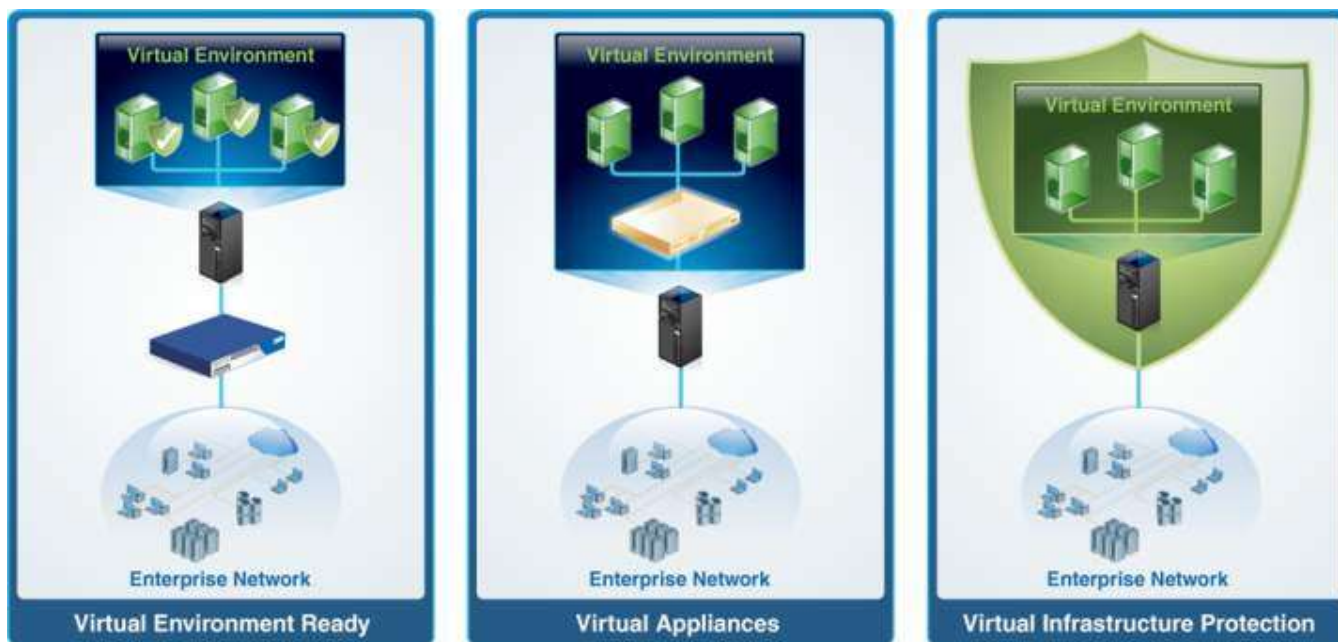 Virtual Environment
Enterprise Network
Virtual Environment Ready
Virtual Environment
Enterprise Network
Virtual Appliances
Virtual Environment
Enterprise Network
Virtual Infrastructure Protection